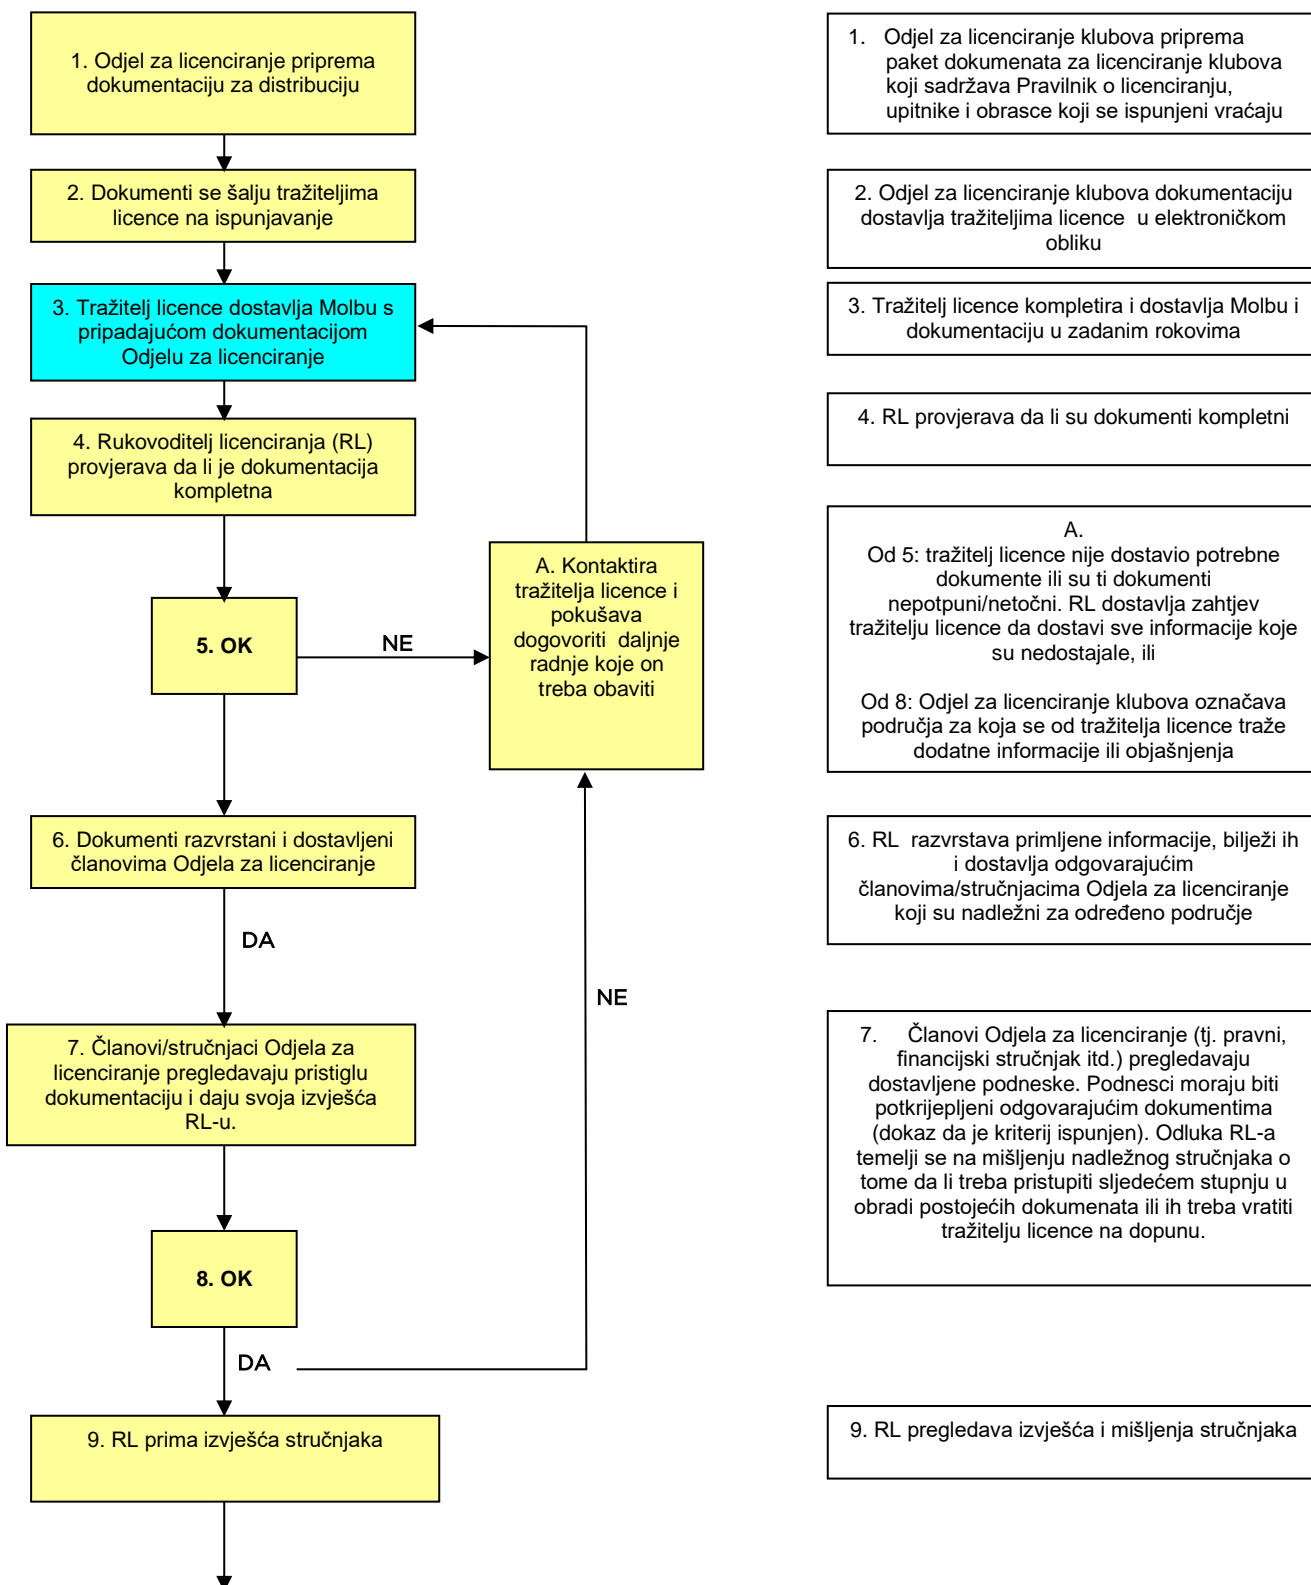 1. Odjel za licenciranje priprema
dokumentaciju za distribuciju
1. Odjel za licenciranje klubova priprema
paket dokumenata za licenciranje klubova
koji sadržava Pravilnik o licenciranju,
upitnike i obrasce koji se ispunjeni vraćaju
2. Dokumenti se šalju tražiteljima
licence na ispunjavanje
2. Odjel za licenciranje klubova dokumentaciju
dostavlja tražiteljima licence u elektroničkom
obliku
3. Tražitelj licence dostavlja Molbu s
pripadajućom dokumentacijom
Odjelu za licenciranje
3. Tražitelj licence kompletira i dostavlja Molbu i
dokumentaciju u zadanim rokovima
4. Rukovoditelj licenciranja (RL)
provjerava da li je dokumentacija
kompletna
4. RL provjerava da li su dokumenti kompletni
5. OK
NE
A. Kontaktira
tražitelja licence i
pokušava
dogovoriti daljnje
radnje koje on
treba obaviti
A.
Od 5: tražitelj licence nije dostavio potrebne
dokumente ili su ti dokumenti
nepotpuni/netočni. RL dostavlja zahtjev
tražitelju licence da dostavi sve informacije koje
su nedostajale, ili
Od 8: Odjel za licenciranje klubova označava
područja za koja se od tražitelja licence traže
dodatne informacije ili objašnjenja
6. Dokumenti razvrstani i dostavljeni
članovima Odjela za licenciranje
6. RL razvrstava primljene informacije, bilježi ih
i dostavlja odgovarajućim
članovima/stručnjacima Odjela za licenciranje
koji su nadležni za određeno područje
DA
NE
7. Članovi/stručnjaci Odjela za
licenciranje pregledavaju pristiglu
dokumentaciju i daju svoja izvješća
RL-u.
7. Članovi Odjela za licenciranje (tj. pravni,
financijski stručnjak itd.) pregledavaju
dostavljene podneske. Podnesci moraju biti
potkrijepljeni odgovarajućim dokumentima
(dokaz da je kriterij ispunjen). Odluka RL-a
temelji se na mišljenju nadležnog stručnjaka o
tome da li treba pristupiti sljedećem stupnju u
obradi postojećih dokumenata ili ih treba vratiti
tražitelju licence na dopunu.
8. OK
DA
9. RL prima izvješća stručnjaka
9. RL pregledava izvješća i mišljenja stručnjaka